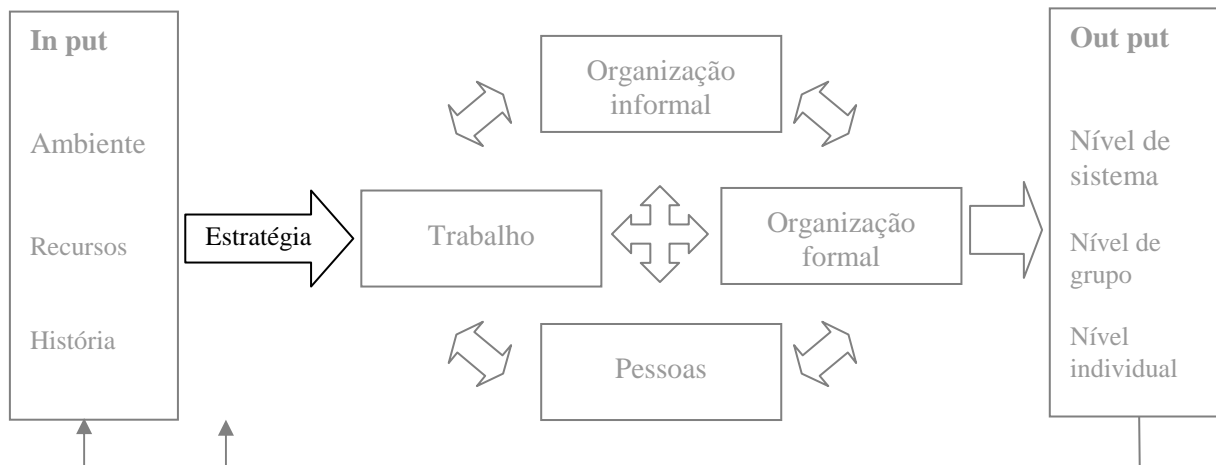 In put
Ambiente
Recursos
História
Estratégia
Trabalho
Organização
informal
Organização
formal
Pessoas
Out put
Nível de
sistema
Nível de
grupo
Nível
individual